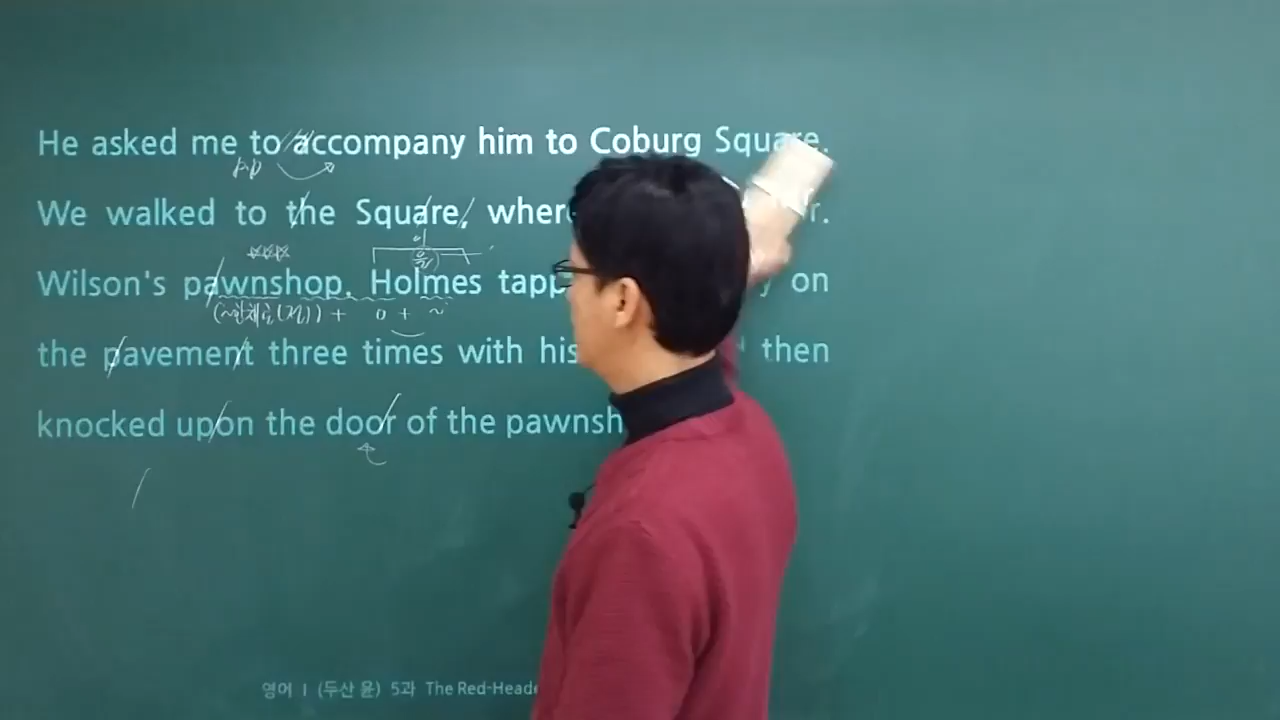 He asked me to accompany him to Coburg Square.
p.p
We walked to the Square, where r.
이
Wilson's pawnshop. Holmes tapp y on
+ 0 + ~
the pavement three times with his then
knocked upon the door of the pawnsh
영어 I (두산 윤) 5과 The Red-Heade